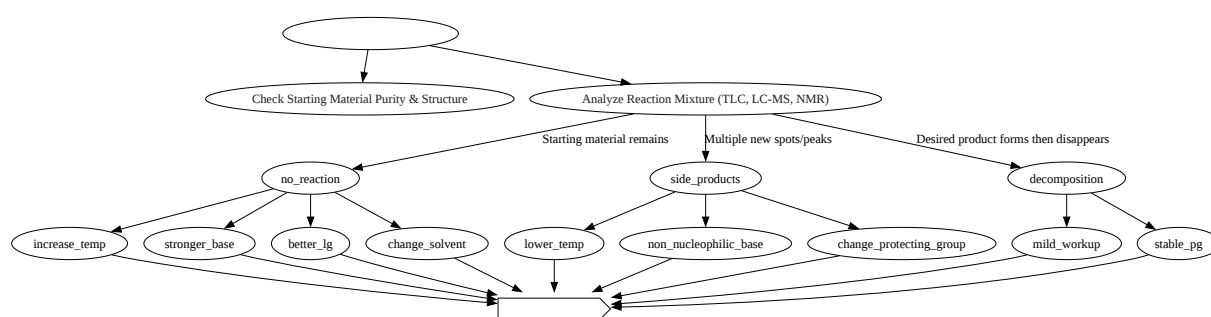 Check Starting Material Purity & Structure
Analyze Reaction Mixture (TLC, LC-MS, NMR)
Starting material remains
Multiple new spots/peaks
Desired product forms then disappears
no_reaction
side_products
decomposition
increase_temp
stronger_base
better_lg
change_solvent
lower_temp
non_nucleophilic_base
change_protecting_group
mild_workup
stable_pg